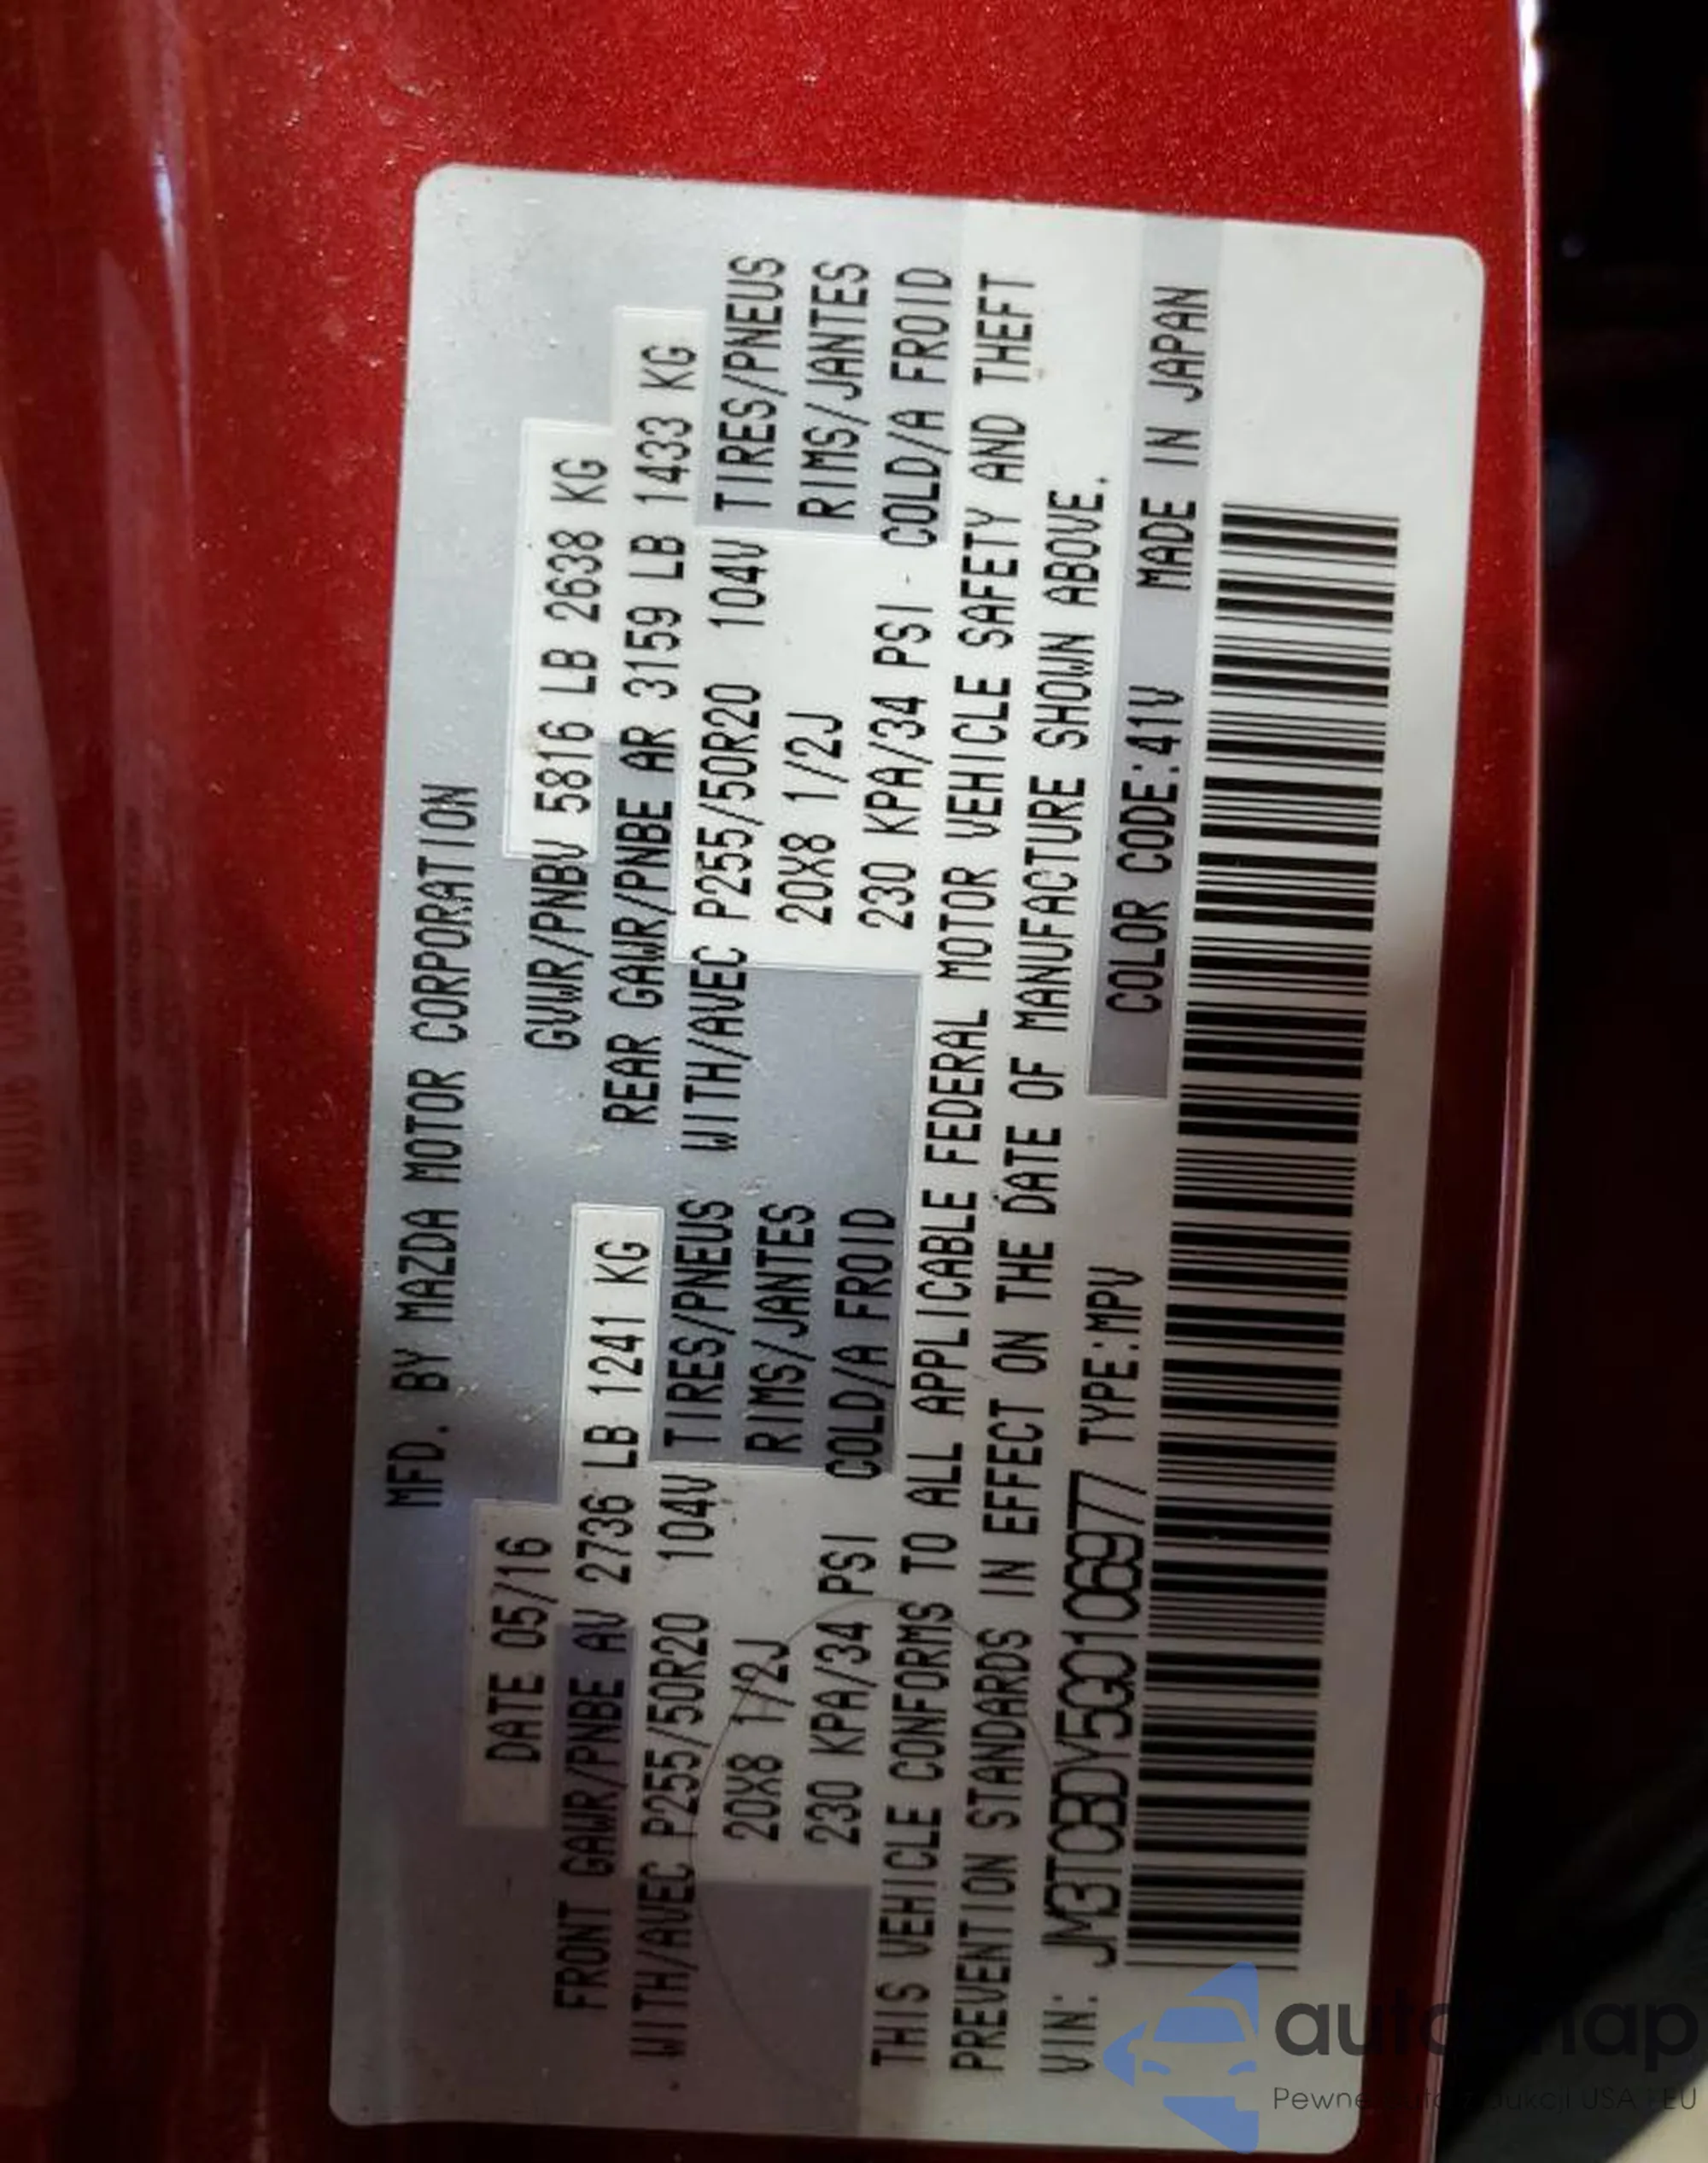 MFD. BY MAZDA MOTOR CORPORATION
DATE 05/16 GVWR/PNBV 5816 LB 2638 KG
FRONT GAWR/PNBE AV 2736 LB 1241 KG REAR GAWR/PNBE AR 3159 LB 1433 KG
WITH/AVEC P255/50R20 104V TIRES/PNEUS WITH/AVEC P255/50R20 104V TIRES/PNEUS
20X8 1/2J RIMS/JANTES 20X8 1/2J RIMS/JANTES
230 KPA/34 PSI COLD/A FROID 230 KPA/34 PSI COLD/A FROID
THIS VEHICLE CONFORMS TO ALL APPLICABLE FEDERAL MOTOR VEHICLE SAFETY AND THEFT
PREVENTION STANDARDS IN EFFECT ON THE DATE OF MANUFACTURE SHOWN ABOVE.
VIN: JM3T0BDY5G0106977 TYPE:MPV COLOR CODE:41V MADE IN JAPAN
USA
EU